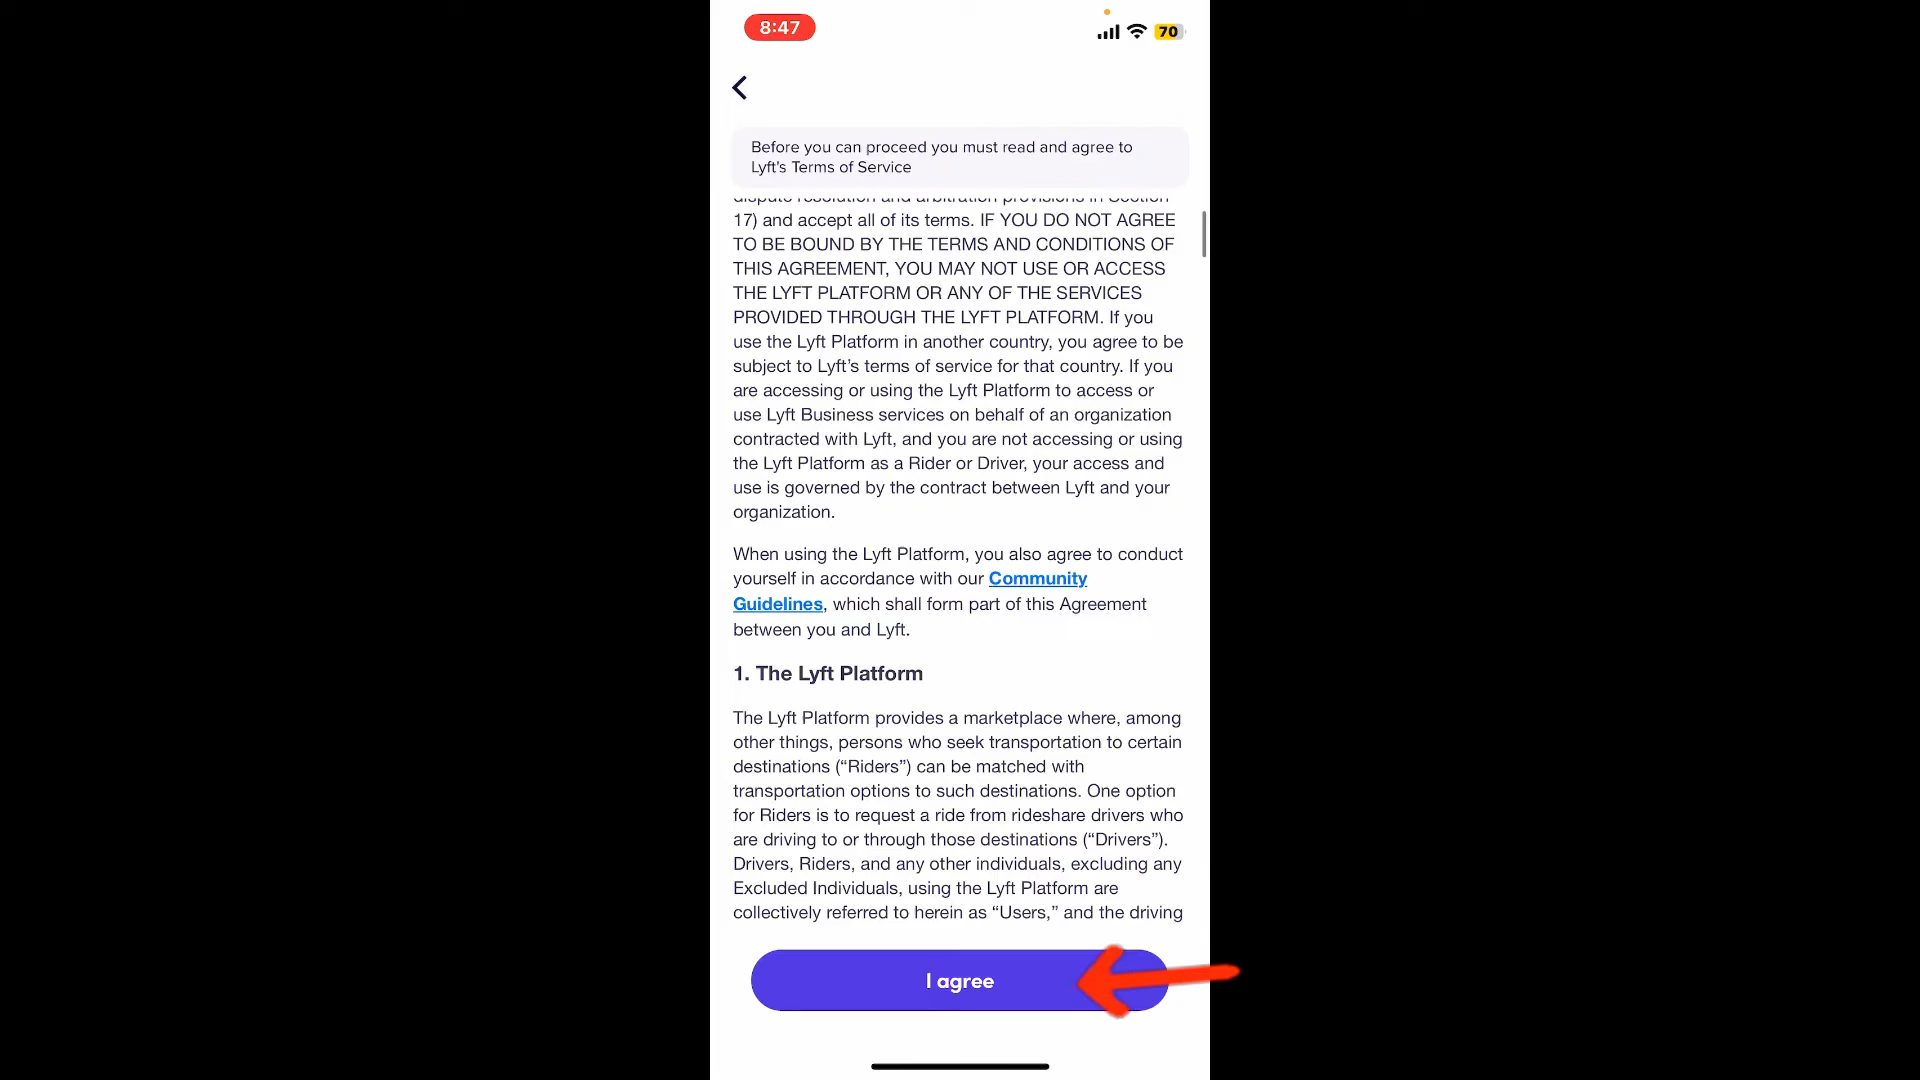 8:47
70
Before you can proceed you must read and agree to
Lyft's Terms of Service
dispute resolution and arbitration provisions in Section
17) and accept all of its terms. IF YOU DO NOT AGREE
TO BE BOUND BY THE TERMS AND CONDITIONS OF
THIS AGREEMENT, YOU MAY NOT USE OR ACCESS
THE LYFT PLATFORM OR ANY OF THE SERVICES
PROVIDED THROUGH THE LYFT PLATFORM. If you
use the Lyft Platform in another country, you agree to be
subject to Lyft’s terms of service for that country. If you
are accessing or using the Lyft Platform to access or
use Lyft Business services on behalf of an organization
contracted with Lyft, and you are not accessing or using
the Lyft Platform as a Rider or Driver, your access and
use is governed by the contract between Lyft and your
organization.
When using the Lyft Platform, you also agree to conduct
yourself in accordance with our Community
Guidelines, which shall form part of this Agreement
between you and Lyft.
1. The Lyft Platform
The Lyft Platform provides a marketplace where, among
other things, persons who seek transportation to certain
destinations (“Riders”) can be matched with
transportation options to such destinations. One option
for Riders is to request a ride from rideshare drivers who
are driving to or through those destinations (“Drivers”).
Drivers, Riders, and any other individuals, excluding any
Excluded Individuals, using the Lyft Platform are
collectively referred to herein as “Users,” and the driving
I agree